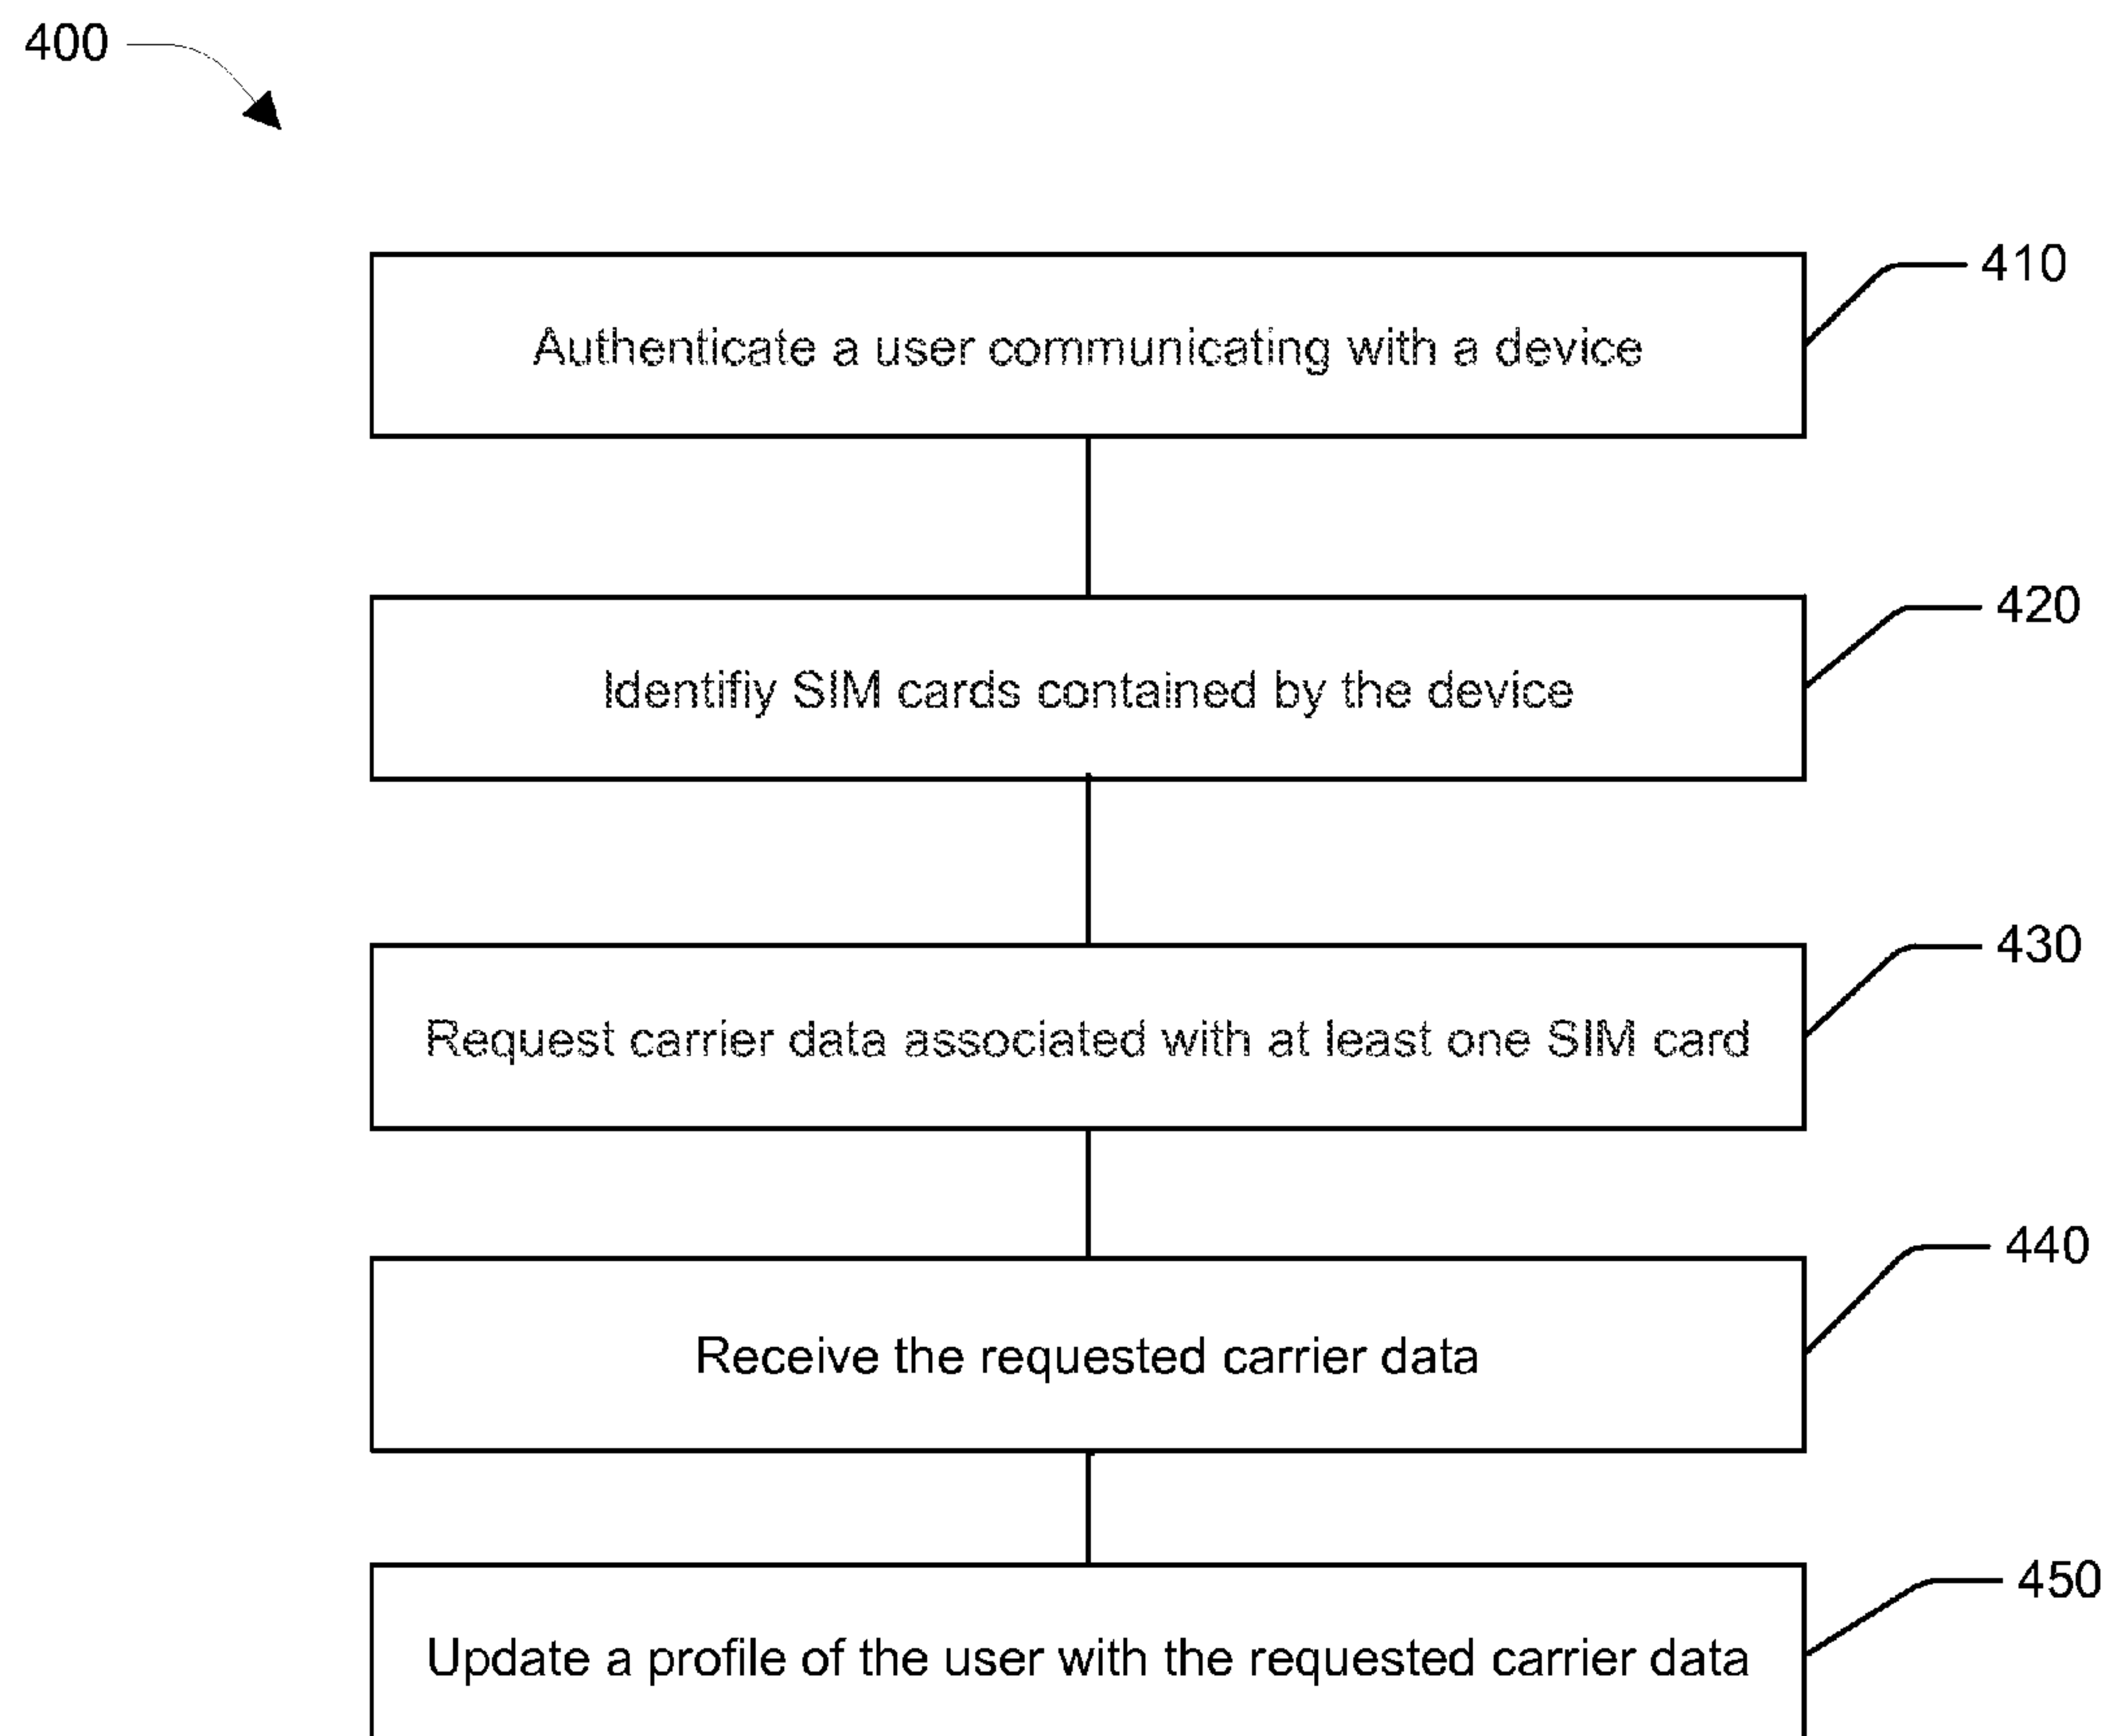 400
410
Authenticate a user communicating with a device
420
Identifiy SIM cards contained by the device
430
Request carrier data associated with at least one SIM card
440
Receive the requested carrier data
450
Update a profile of the user with the requested carrier data